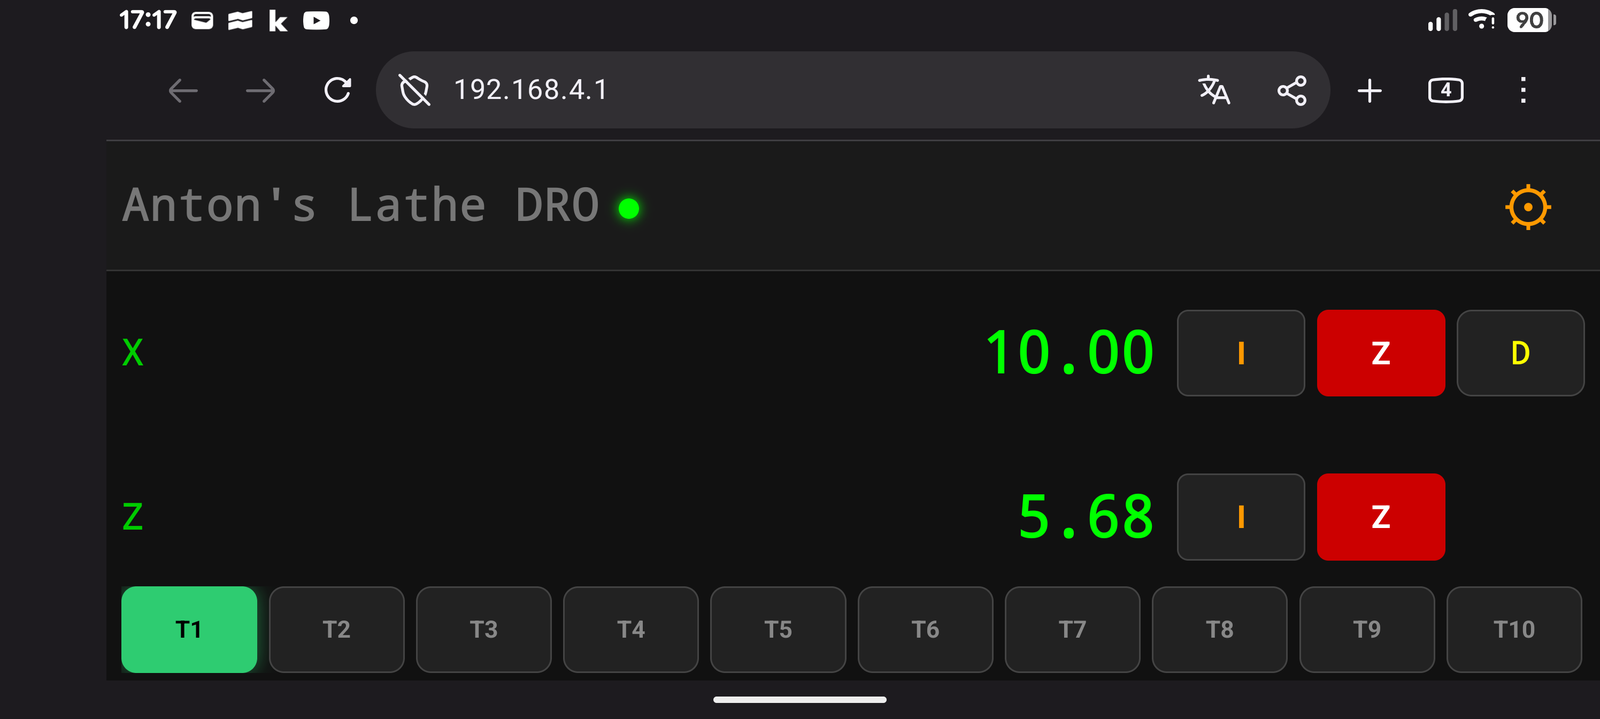 17:17 k 90
192.168.4.1 4
Anton's Lathe DRO
X 10.00 I Z D
Z 5.68 I Z
T1 T2 T3 T4 T5 T6 T7 T8 T9 T10